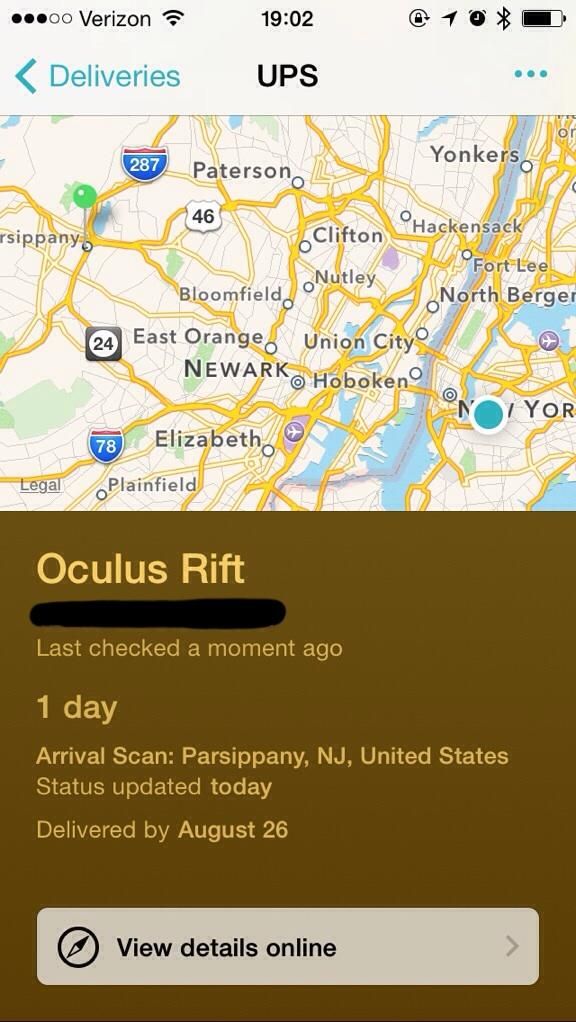 Verizon 19:02
Deliveries UPS
287
Paterson
Yonkers
46
rsippany
Clifton
Hackensack
Fort Lee
Nutley
Bloomfield
North Berger
24
East Orange
Union City
NEWARK
Hoboken
YOR
78
Elizabeth
Legal
Plainfield
Oculus Rift
Last checked a moment ago
1 day
Arrival Scan: Parsippany, NJ, United States
Status updated today
Delivered by August 26
View details online